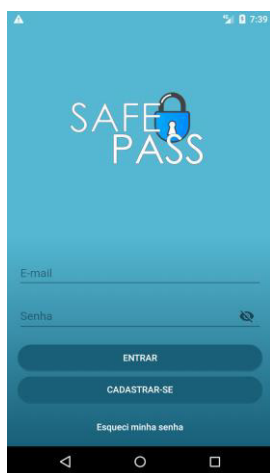 7:39
SAFE
PASS
E-mail
Senha
ENTRAR
CADASTRAR-SE
Esqueci minha senha